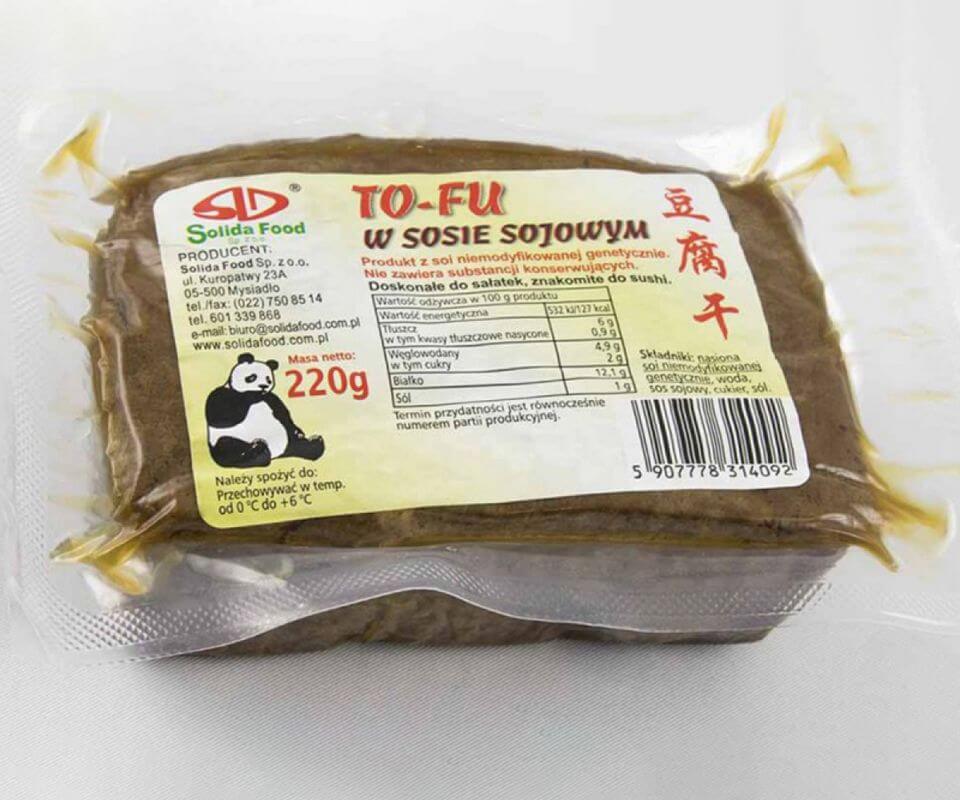 SD®
Solida Food
Sp. z o.o.
PRODUCENT:
Solida Food Sp. z o.o.
ul. Kuropatwy 23A
05-500 Mysiadło
tel./fax: (022) 750 85 14
tel. 601 339 868
e-mail: biuro@solidafood.com.pl
www.solidafood.com.pl
Masa netto:
220g
Należy spożyć do:
Przechowywać w temp.
od 0 °C do +6 °C
TO-FU
W SOSIE SOJOWYM
Produkt z soi niemodyfikowanej genetycznie.
Nie zawiera substancji konserwujących.
Doskonałe do sałatek, znakomite do sushi.
Wartość odżywcza w 100 g produktu
Wartość energetyczna 532 kJ/127 kcal
Tłuszcz 6 g
w tym kwasy tłuszczowe nasycone 0,9 g
Węglowodany 4,9 g
w tym cukry 2 g
Białko 12,1 g
Sól 1 g
Termin przydatności jest równocześnie
numerem partii produkcyjnej.
豆
腐
干
Składniki: nasiona
soi niemodyfikowanej
genetycznie, woda,
sos sojowy, cukier, sól.
5 907778 314092